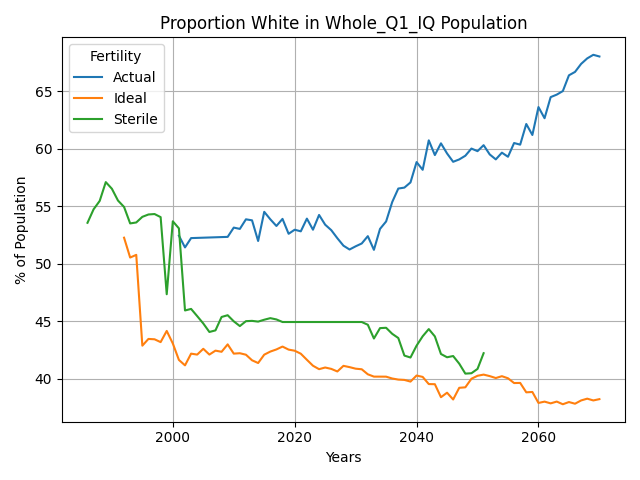 Proportion White in Whole_Q1_IQ Population
Fertility
Actual
Ideal
Sterile
% of Population
65
60
55
50
45
40
2000
2020
2040
2060
Years